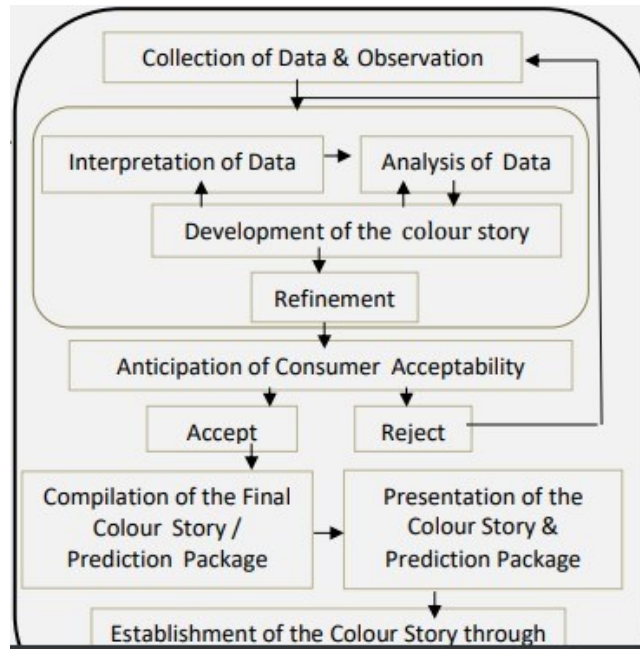 Collection of Data & Observation
Interpretation of Data
Analysis of Data
Development of the colour story
Refinement
Anticipation of Consumer Acceptability
Accept
Reject
Compilation of the Final
Colour Story /
Prediction Package
Presentation of the
Colour Story &
Prediction Package
Establishment of the Colour Story through